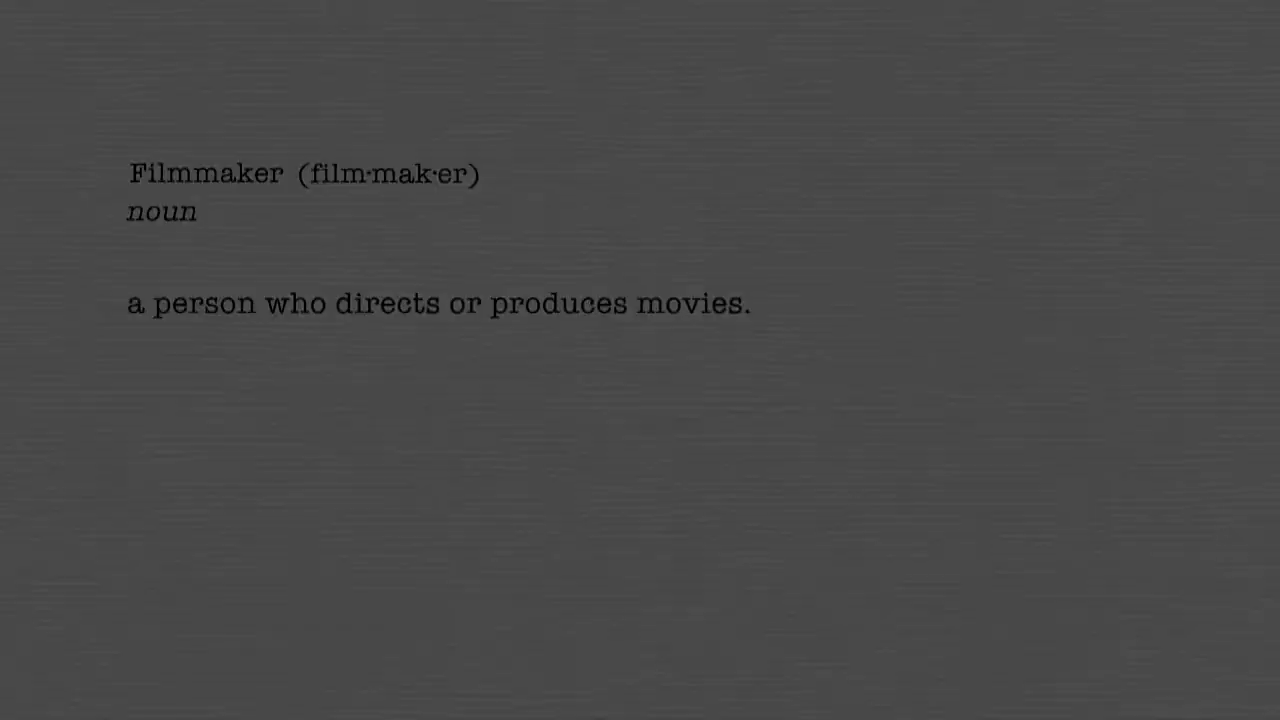 Filmmaker (film·mak·er)
noun
a person who directs or produces movies.